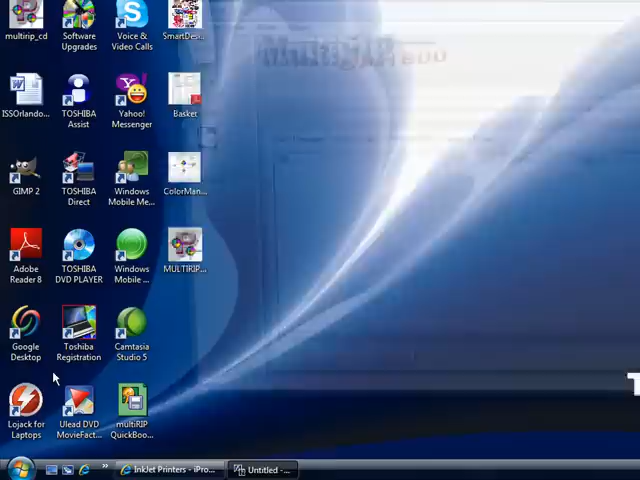 multirip_cd
Software
Upgrades
Voice &
Video Calls
SmartDesi...
ISSOrlando...
TOSHIBA
Assist
Yahoo!
Messenger
Basket
GIMP 2
TOSHIBA
Direct
Windows
Mobile Me...
ColorMan...
Adobe
Reader 8
TOSHIBA
DVD PLAYER
Windows
Mobile ...
MULTIRIP...
Google
Desktop
Toshiba
Registration
Camtasia
Studio 5
Lojack for
Laptops
Ulead DVD
MovieFact...
multiRIP
QuickBoo...
InkJet Printers - iPro...
Untitled -...